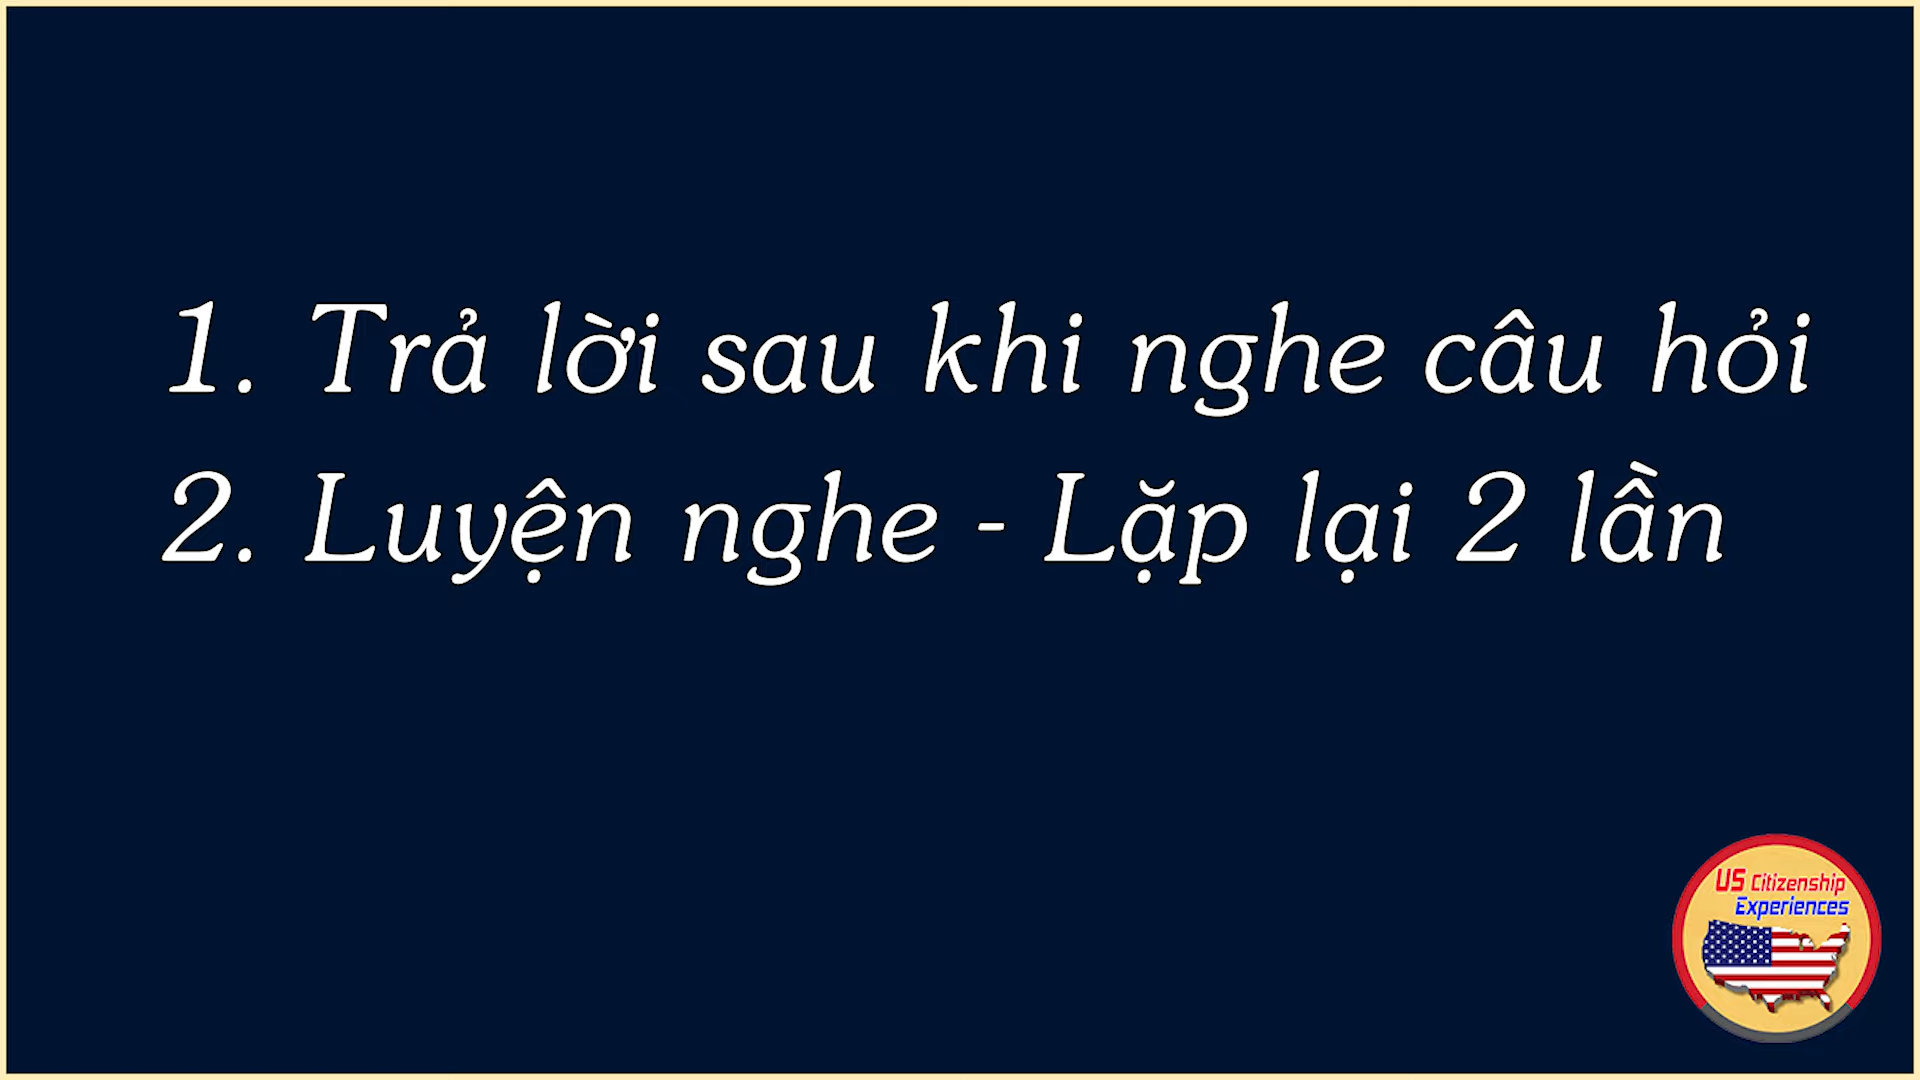 1. Trả lời sau khi nghe câu hỏi
2. Luyện nghe - Lặp lại 2 lần
US Citizenship
Experiences